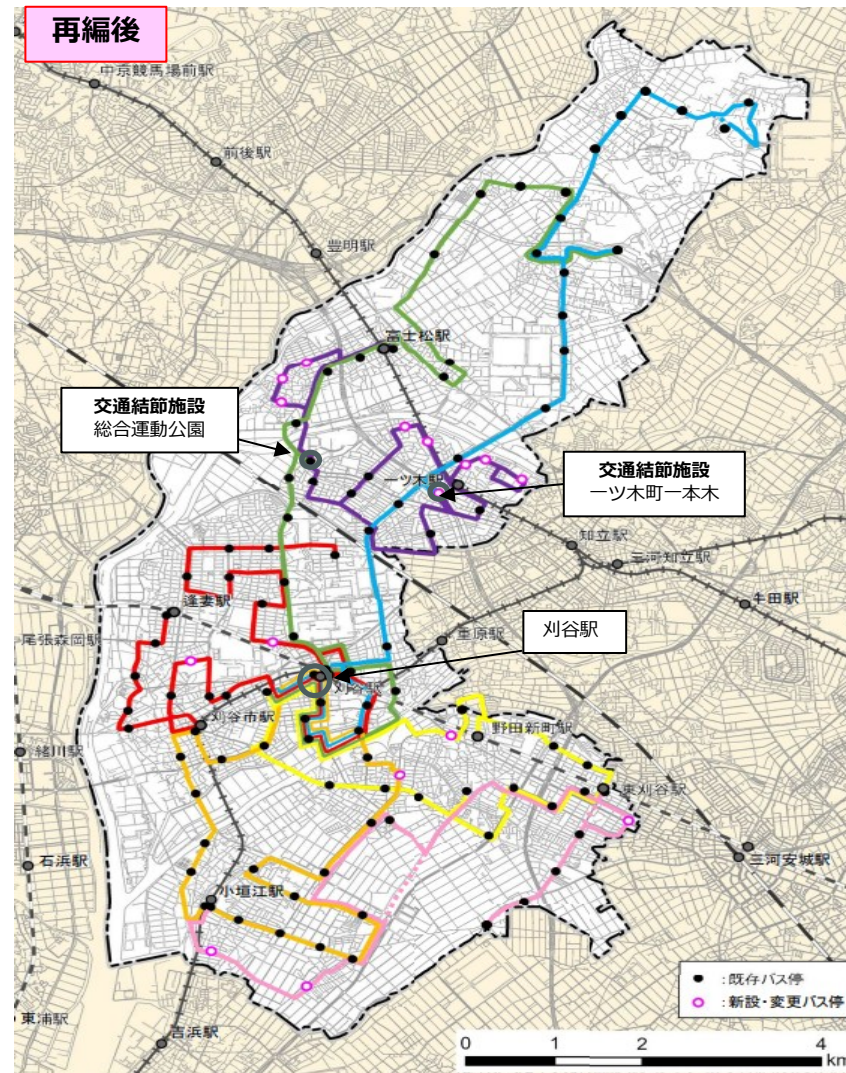 再編後
中京競馬場前駅
前後駅
豊明駅
富士松駅
交通結節施設
総合運動公園
一ツ木駅
交通結節施設
一ツ木町一本木
知立駅
三河知立駅
牛田駅
逢妻駅
尾張森岡駅
重原駅
刈谷駅
刈谷駅
刈谷市駅
野田新町駅
緒川駅
東刈谷駅
石浜駅
三河安城駅
小垣江駅
●：既存バス停
○：新設・変更バス停
東浦駅
吉浜駅
0 1 2 4
km